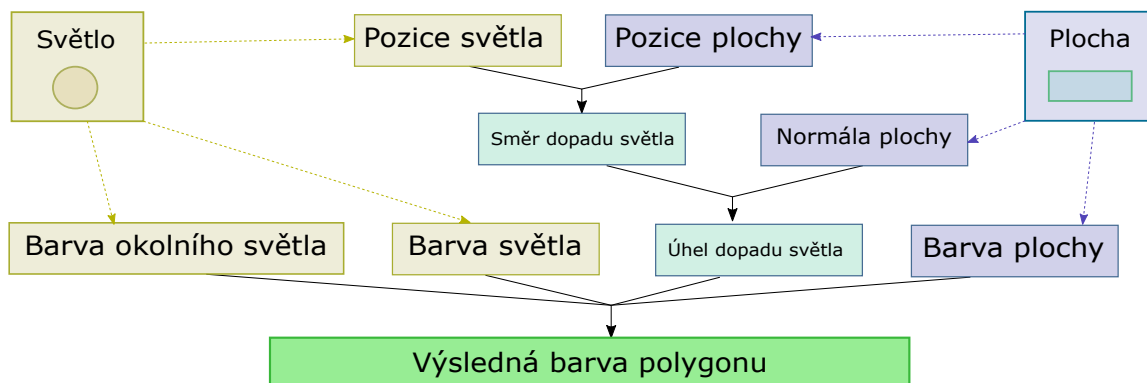 Světlo
Pozice světla
Pozice plochy
Plocha
Směr dopadu světla
Normála plochy
Barva okolního světla
Barva světla
Úhel dopadu světla
Barva plochy
Výsledná barva polygonu